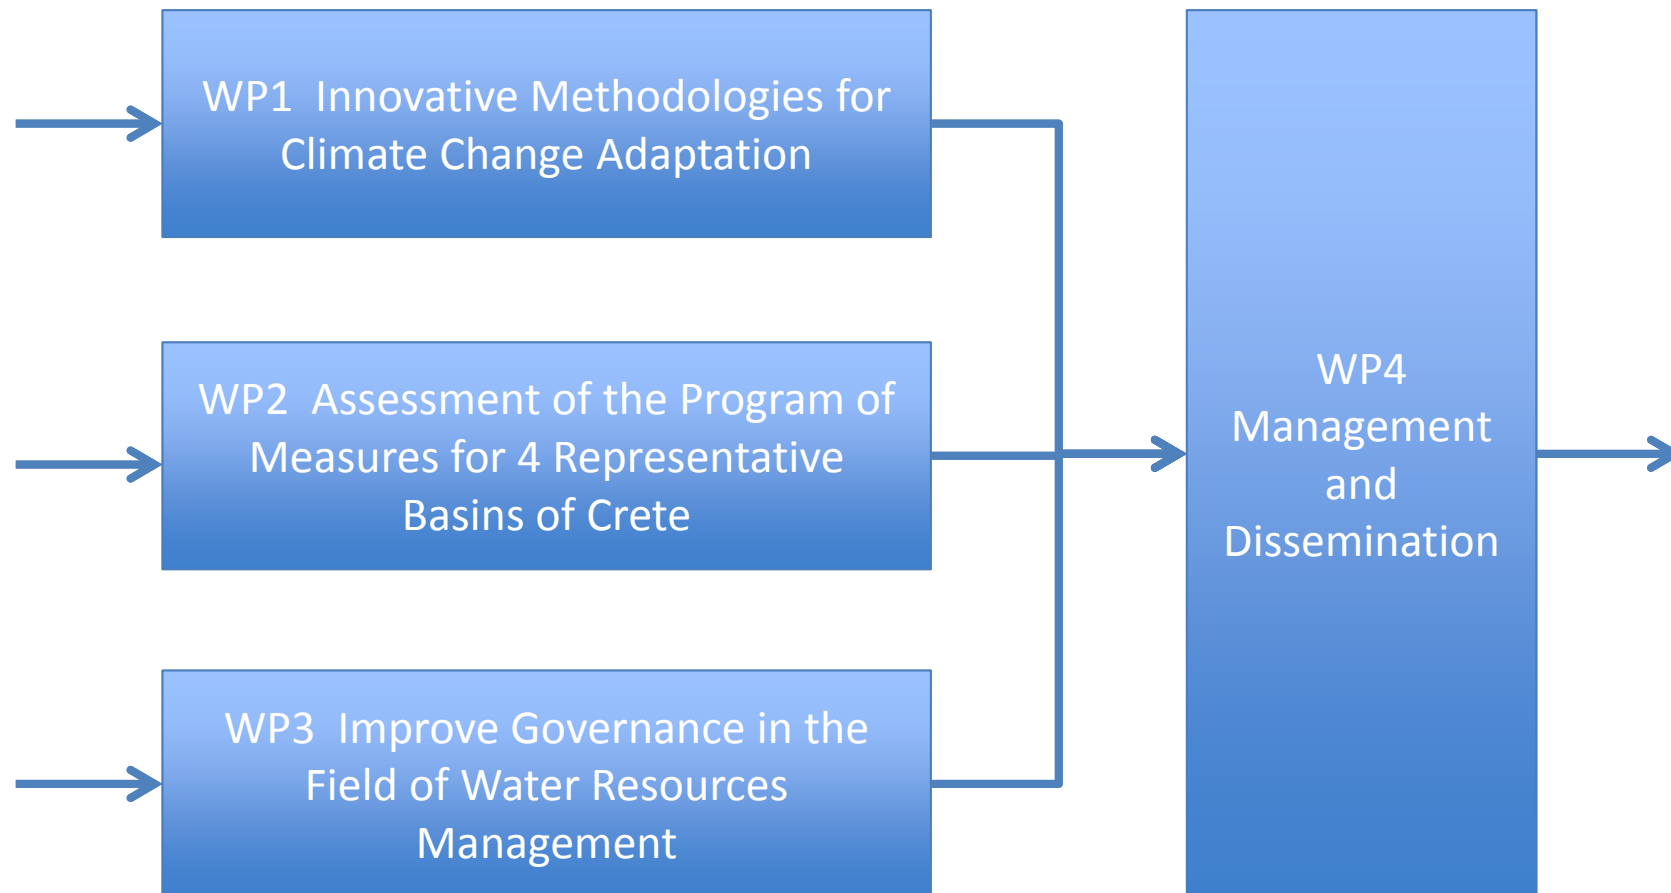 WP1  Innovative Methodologies for
Climate Change Adaptation
WP2  Assessment of the Program of
Measures for 4 Representative
Basins of Crete
WP3  Improve Governance in the
Field of Water Resources
Management
WP4
Management
and
Dissemination